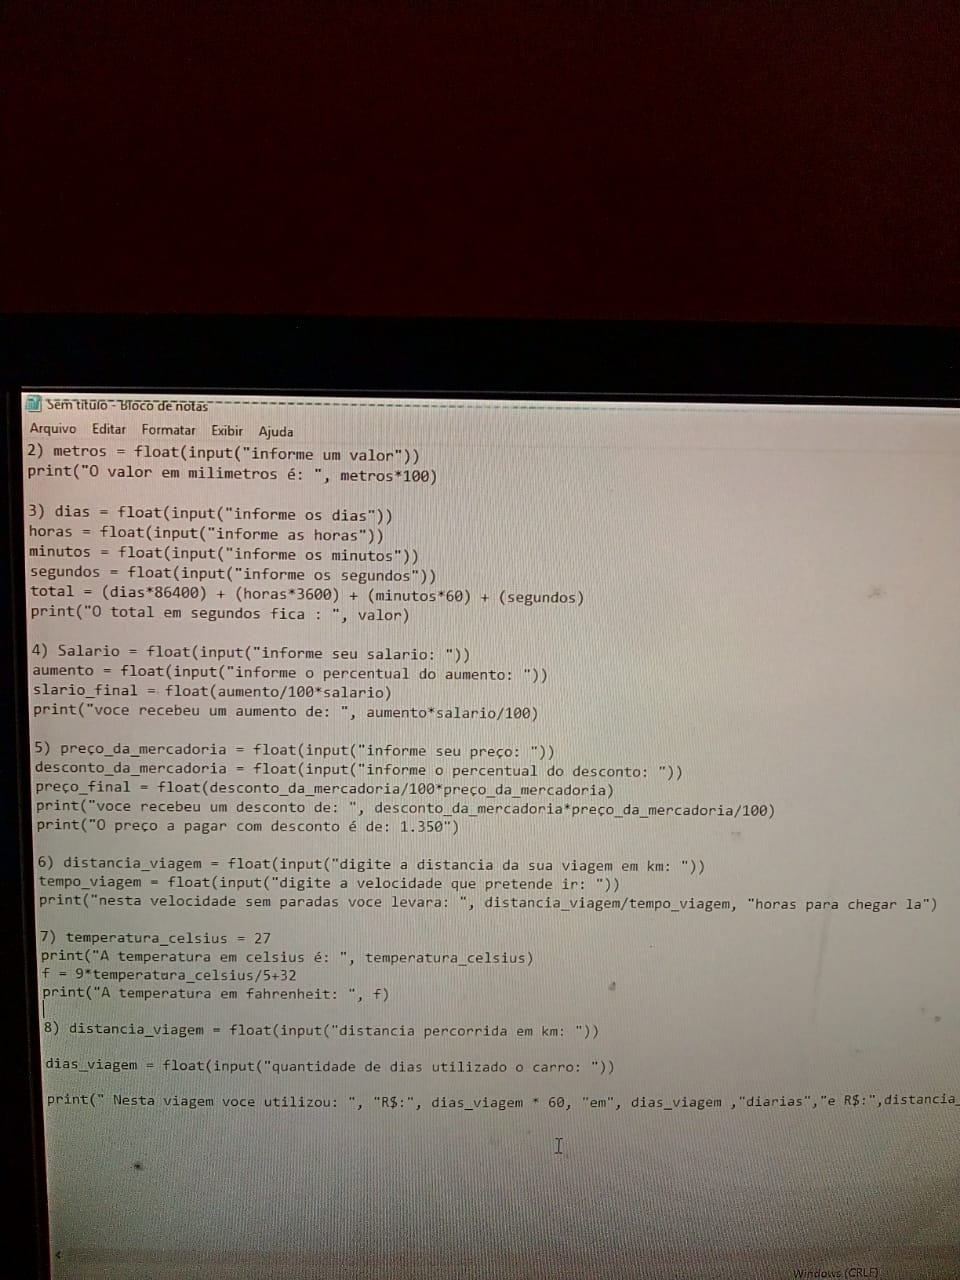 Sem título - Bloco de notas
Arquivo Editar Formatar Exibir Ajuda
2) metros = float(input("informe um valor"))
print("O valor em milimetros é: ", metros*100)
3) dias = float(input("informe os dias"))
horas = float(input("informe as horas"))
minutos = float(input("informe os minutos"))
segundos = float(input("informe os segundos"))
total = (dias*86400) + (horas*3600) + (minutos*60) + (segundos)
print("O total em segundos fica : ", valor)
4) Salario = float(input("informe seu salario: "))
aumento = float(input("informe o percentual do aumento: "))
slario_final = float(aumento/100*salario)
print("voce recebeu um aumento de: ", aumento*salario/100)
5) preço_da_mercadoria = float(input("informe seu preço: "))
desconto_da_mercadoria = float(input("informe o percentual do desconto: "))
preço_final = float(desconto_da_mercadoria/100*preço_da_mercadoria)
print("voce recebeu um desconto de: ", desconto_da_mercadoria*preço_da_mercadoria/100)
print("O preço a pagar com desconto é de: 1.350")
6) distancia_viagem = float(input("digite a distancia da sua viagem em km: "))
tempo_viagem = float(input("digite a velocidade que pretende ir: "))
print("nesta velocidade sem paradas voce levara: ", distancia_viagem/tempo_viagem, "horas para chegar la")
7) temperatura_celsius = 27
print("A temperatura em celsius é: ", temperatura_celsius)
f = 9*temperatura_celsius/5+32
print("A temperatura em fahrenheit: ", f)
8) distancia_viagem = float(input("distancia percorrida em km: "))
dias_viagem = float(input("quantidade de dias utilizado o carro: "))
print(" Nesta viagem voce utilizou: ", "R$:", dias_viagem * 60, "em", dias_viagem ,"diarias","e R$:",distancia_
Windows (CRLF)